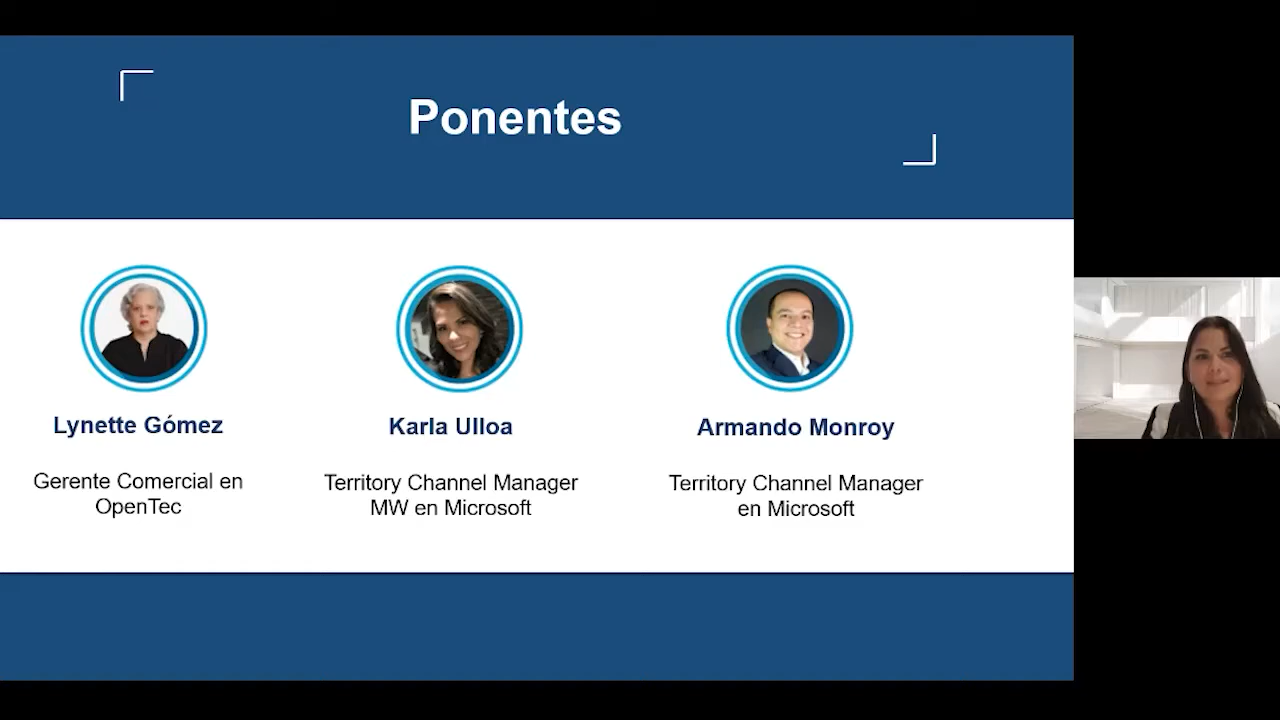 Ponentes
Lynette Gómez
Gerente Comercial en
OpenTec
Karla Ulloa
Territory Channel Manager
MW en Microsoft
Armando Monroy
Territory Channel Manager
en Microsoft